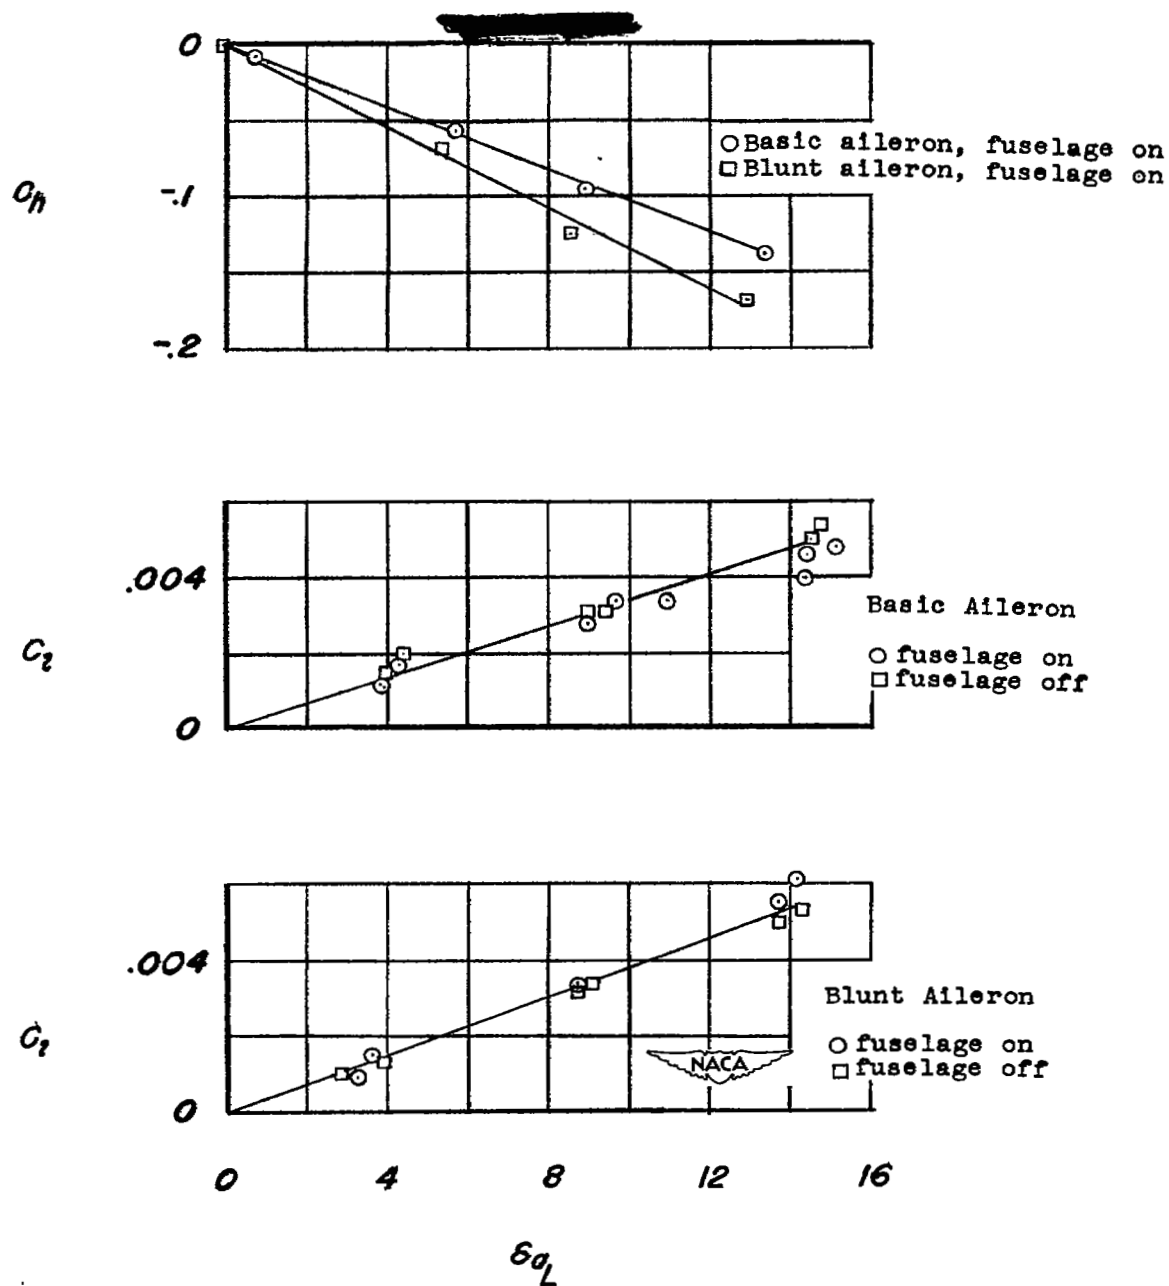 0
Ch
-.1
-.2
○ Basic aileron, fuselage on
□ Blunt aileron, fuselage on
.004
Cl
0
Basic Aileron
○ fuselage on
□ fuselage off
.004
Cl
0
Blunt Aileron
○ fuselage on
□ fuselage off
NACA
0 4 8 12 16
δaL